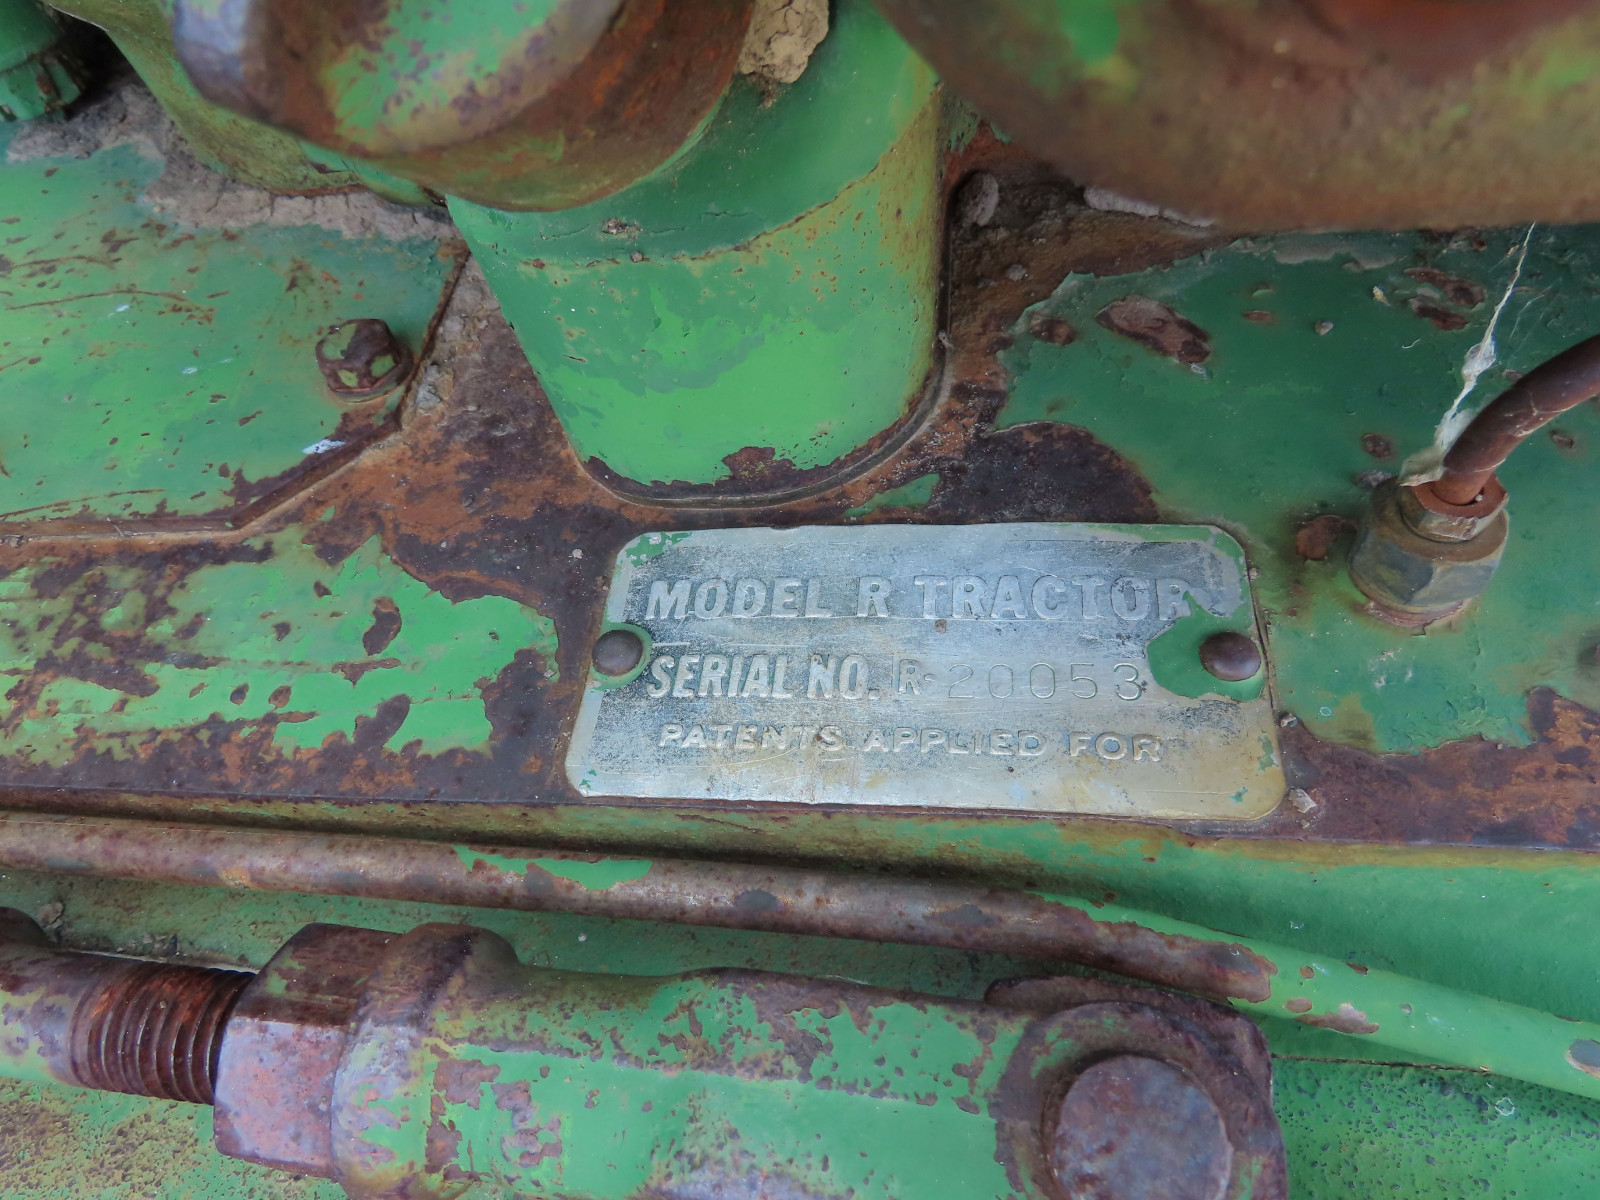 MODEL R TRACTOR
SERIAL NO. R-20053
PATENTS APPLIED FOR